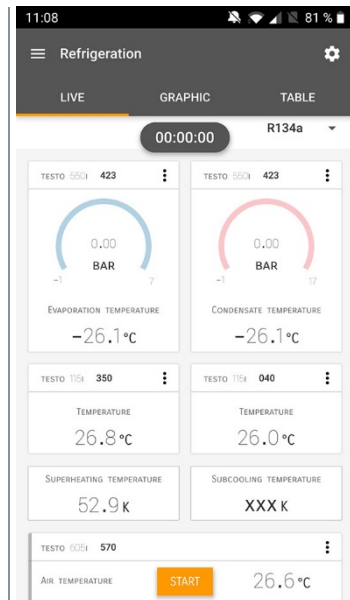 11:08 81 %
Refrigeration
LIVE GRAPHIC TABLE
00:00:00 R134a
TESTO 550I 423
TESTO 550I 423
0.00
BAR
-1 7
0.00
BAR
-1 17
EVAPORATION TEMPERATURE
-26.1°C
CONDENSATE TEMPERATURE
-26.1°C
TESTO 115I 350
TESTO 115I 040
TEMPERATURE
26.8°C
TEMPERATURE
26.0°C
SUPERHEATING TEMPERATURE
52.9 K
SUBCOOLING TEMPERATURE
XXX K
TESTO 605I 570
AIR TEMPERATURE START 26.6°C